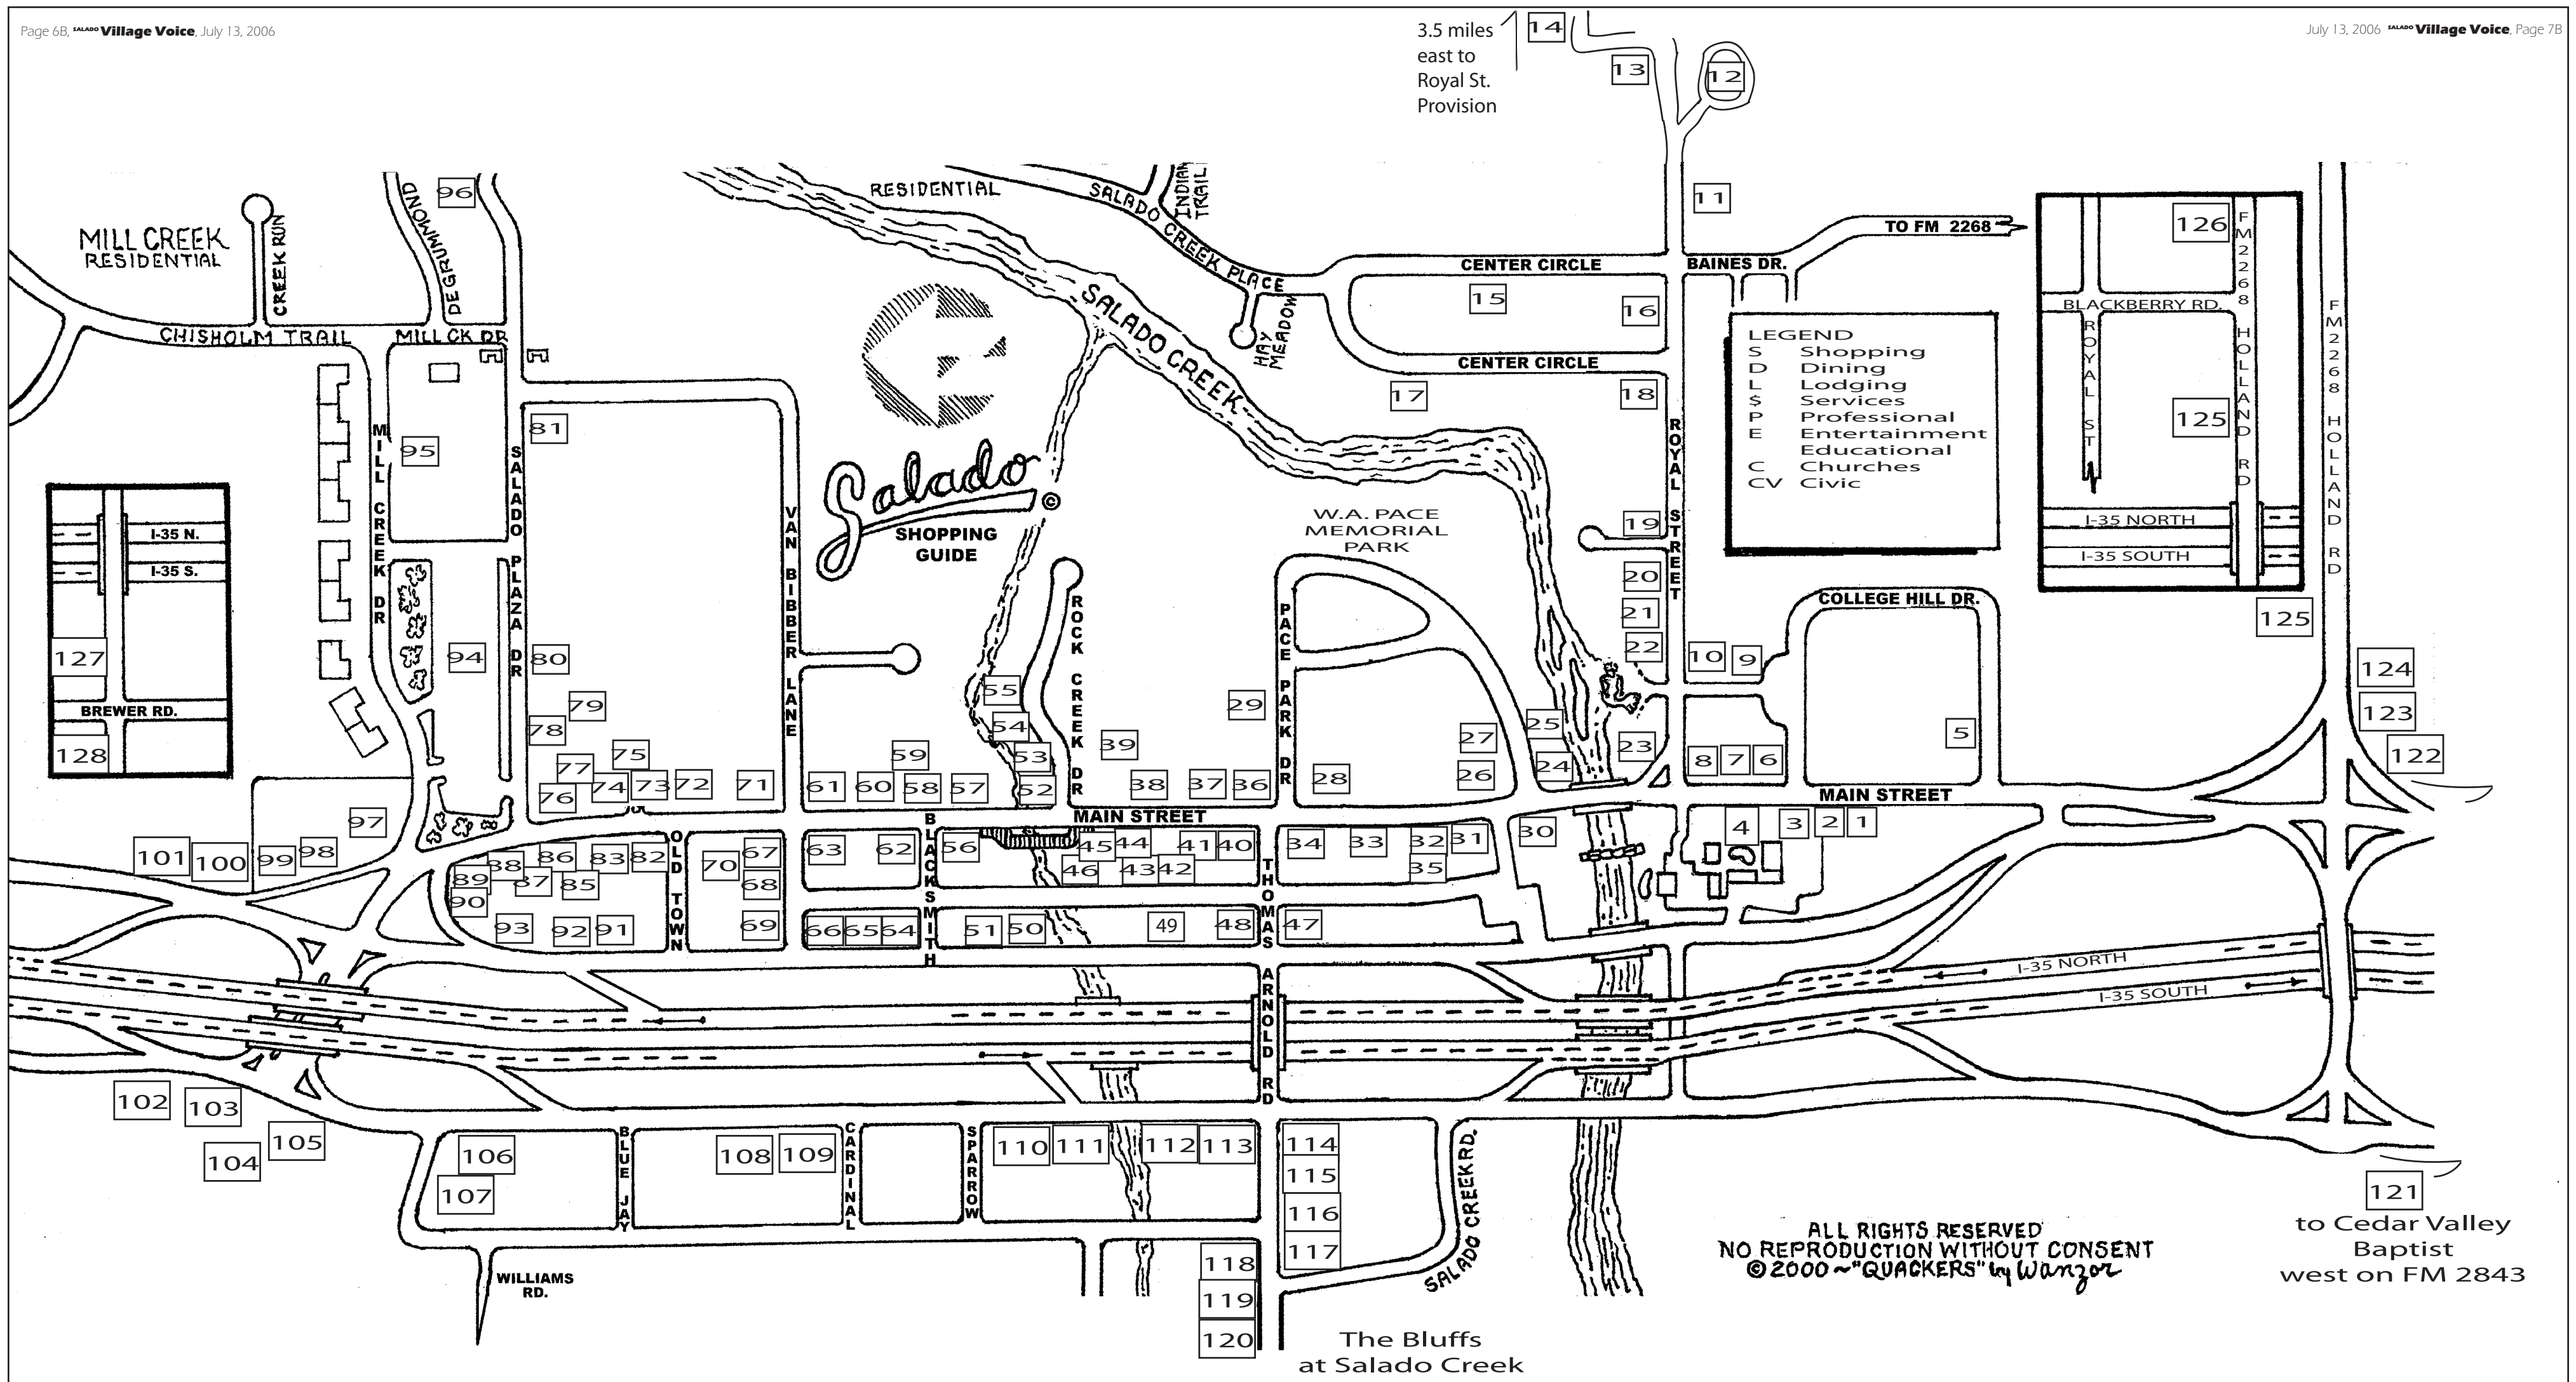 Page 6B, SALADO Village Voice, July 13, 2006
July 13, 2006 SALADO Village Voice, Page 7B
3.5 miles
east to
Royal St.
Provision
14
13
12
11
96
RESIDENTIAL
SALADO CREEK PLACE
INDIAN
TRAIL
MILL CREEK
RESIDENTIAL
CREEK RUN
DEGRUMMOND
CHISHOLM TRAIL
MILL CK DR
SALADO CREEK
HAY
MEADOW
CENTER CIRCLE
BAINES DR.
TO FM 2268
15
16
CENTER CIRCLE
17
18
LEGEND
S Shopping
D Dining
L Lodging
$ Services
P Professional
E Entertainment
Educational
C Churches
CV Civic
126
FM2268 HOLLAND RD
BLACKBERRY RD.
ROYAL ST
125
I-35 NORTH
I-35 SOUTH
FM2268 HOLLAND RD
125
81
95
MILL CREEK DR
SALADO PLAZA DR
VAN BIBBER LANE
Salado ©
SHOPPING
GUIDE
W.A. PACE
MEMORIAL
PARK
ROYAL STREET
19
20
21
22
10
9
COLLEGE HILL DR.
I-35 N.
I-35 S.
127
BREWER RD.
128
94
80
79
78
ROCK CREEK DR
PACE PARK DR
55
54
53
52
39
29
27
26
25
24
23
8
7
6
5
124
123
122
77
75
76
74
73
72
71
61
60
59
58
57
38
37
36
28
MAIN STREET
MAIN STREET
97
101
100
99
98
88
86
83
82
89
87
85
90
93
92
91
OLD TOWN
70
67
68
69
63
62
66
65
64
BLACKSMITH
56
51
50
45
44
41
40
46
43
42
49
48
THOMAS ARNOLD RD
34
33
32
31
35
47
30
4
3
2
1
I-35 NORTH
I-35 SOUTH
102
103
104
105
106
107
BLUE JAY
108
109
CARDINAL
SPARROW
110
111
112
113
114
115
116
117
118
119
120
SALADO CREEK RD.
WILLIAMS
RD.
The Bluffs
at Salado Creek
ALL RIGHTS RESERVED
NO REPRODUCTION WITHOUT CONSENT
© 2000 ~ "QUACKERS" by Wanzor
121
to Cedar Valley
Baptist
west on FM 2843